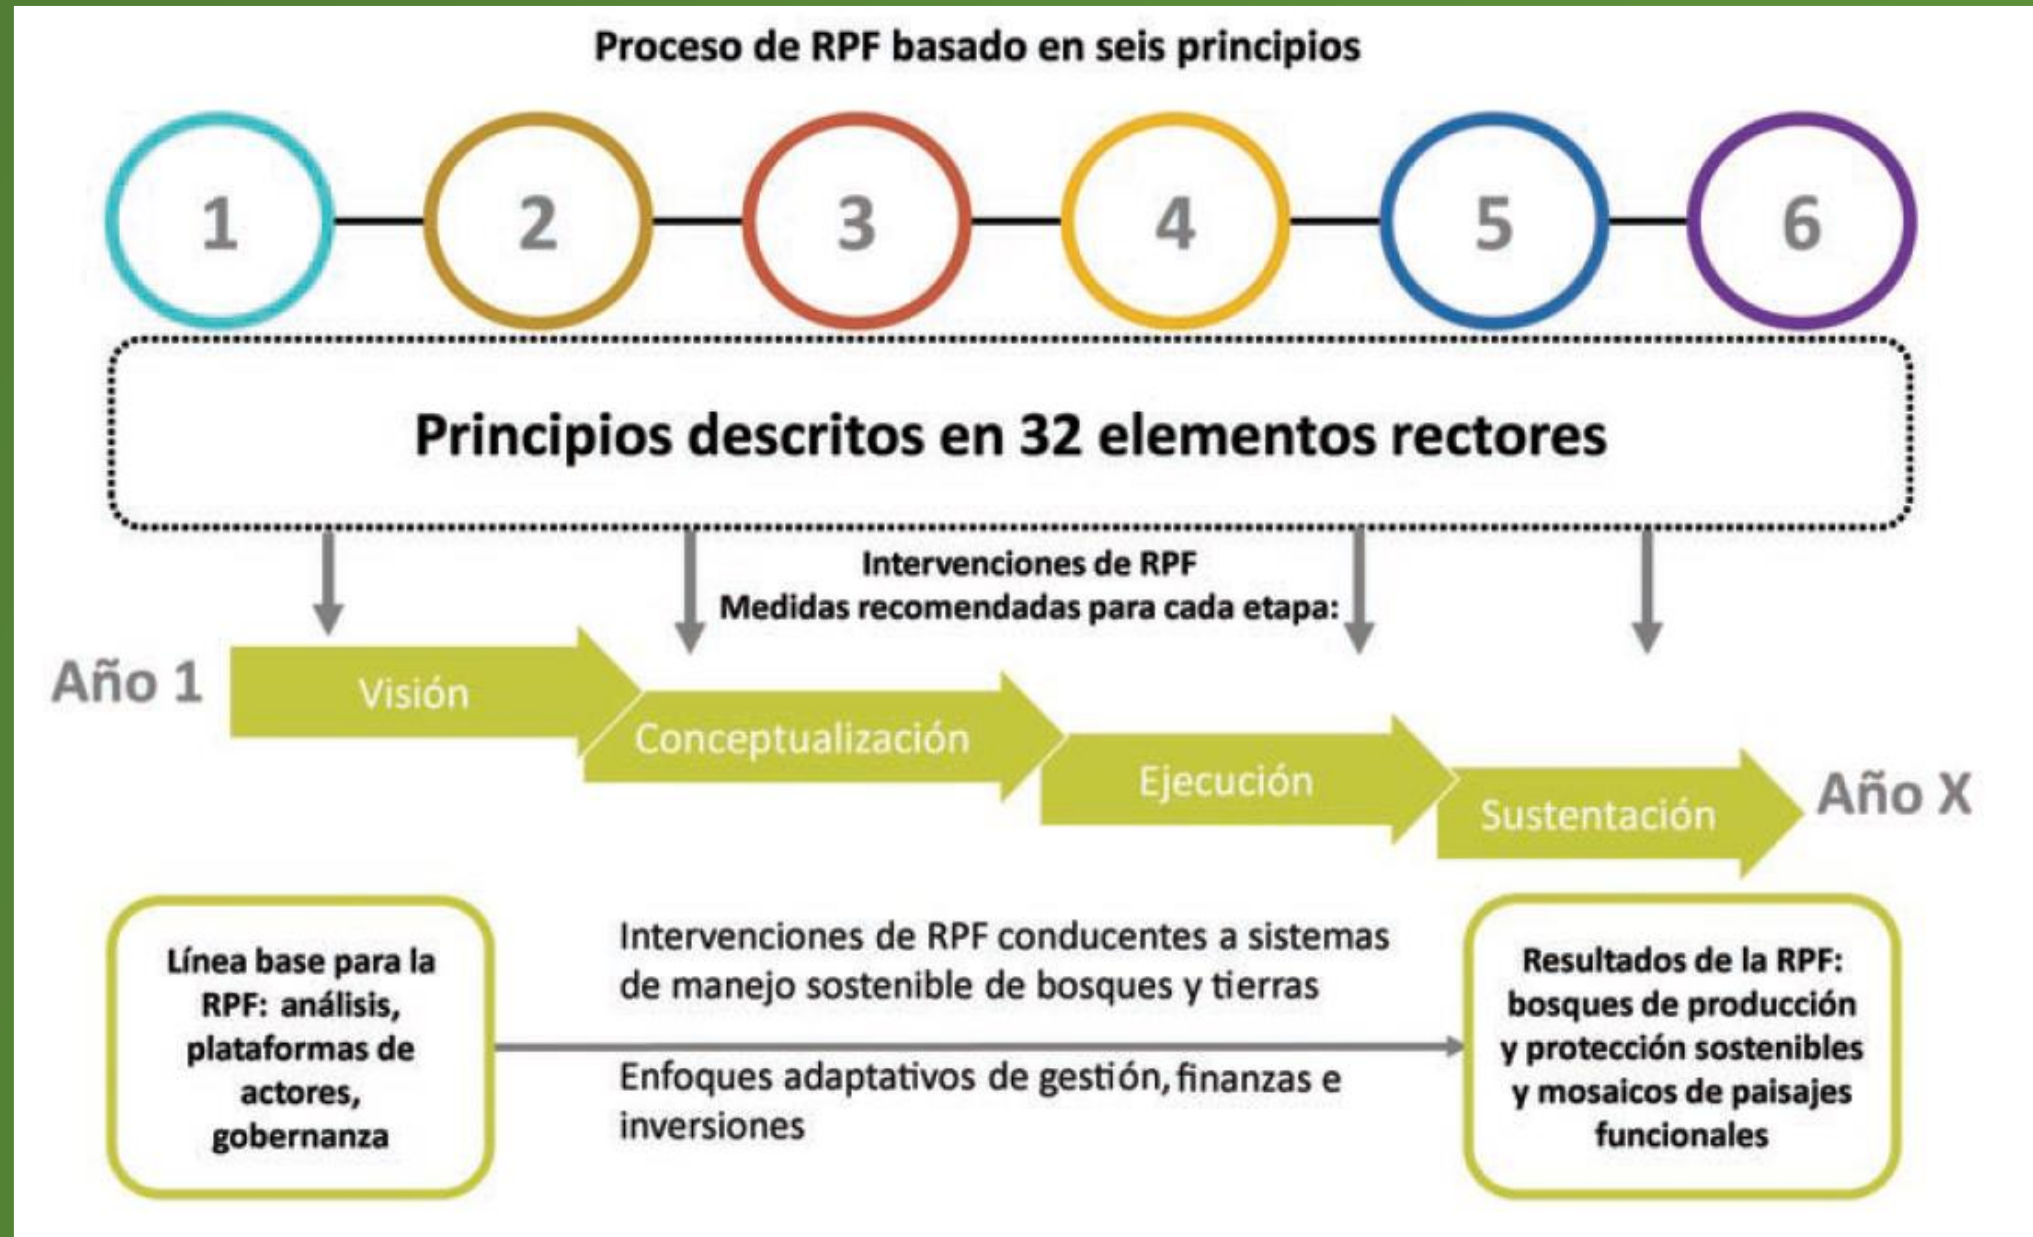 Proceso de RPF basado en seis principios
1
2
3
4
5
6
Principios descritos en 32 elementos rectores
Intervenciones de RPF
Medidas recomendadas para cada etapa:
Año 1
Visión
Conceptualización
Ejecución
Sustentación
Año X
Línea base para la
RPF: análisis,
plataformas de
actores,
gobernanza
Intervenciones de RPF conducentes a sistemas
de manejo sostenible de bosques y tierras
Enfoques adaptativos de gestión, finanzas e
inversiones
Resultados de la RPF:
bosques de producción
y protección sostenibles
y mosaicos de paisajes
funcionales